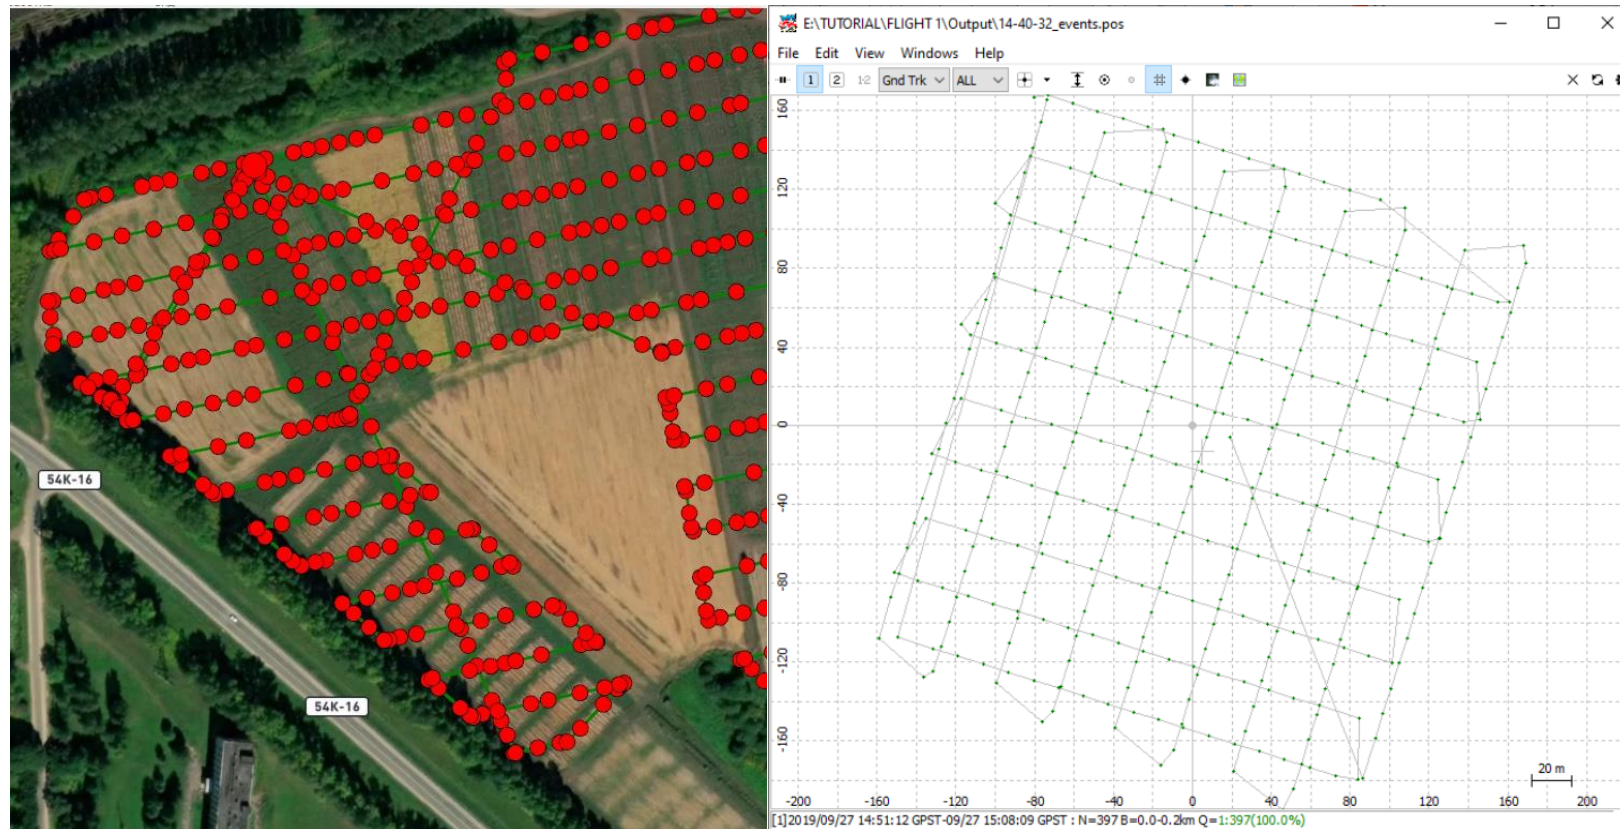 54K-16
54K-16
E:\TUTORIAL\FLIGHT 1\Output\14-40-32_events.pos
File Edit View Windows Help
1 2 1-2 Gnd Trk ALL
160
120
80
40
0
-40
-80
-120
-160
20 m
-200 -160 -120 -80 -40 0 40 80 120 160 200
[1]2019/09/27 14:51:12 GPST-09/27 15:08:09 GPST : N=397 B=0.0-0.2km Q=1:397(100.0%)